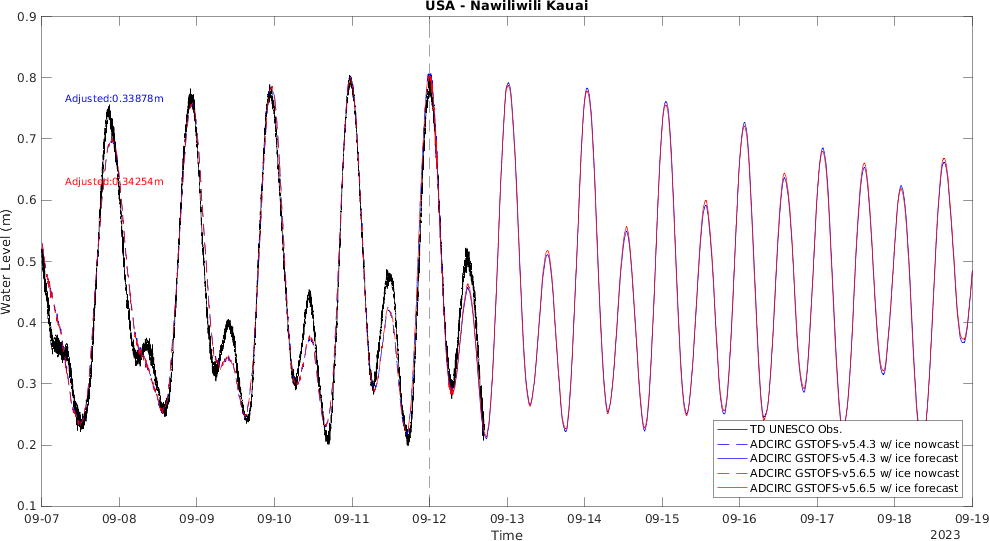 USA - Nawiliwili Kauai
0.9
0.8
0.7
0.6
0.5
0.4
0.3
0.2
0.1
Water Level (m)
Adjusted:0.33878m
Adjusted:0.34254m
TD UNESCO Obs.
ADCIRC GSTOFS-v5.4.3 w/ ice nowcast
ADCIRC GSTOFS-v5.4.3 w/ ice forecast
ADCIRC GSTOFS-v5.6.5 w/ ice nowcast
ADCIRC GSTOFS-v5.6.5 w/ ice forecast
09-07 09-08 09-09 09-10 09-11 09-12 09-13 09-14 09-15 09-16 09-17 09-18 09-19
Time
2023